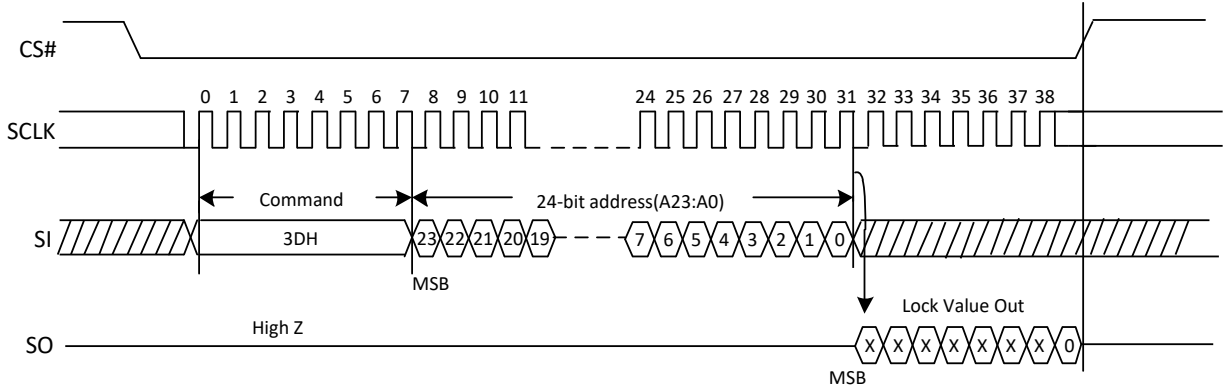 CS#
0 1 2 3 4 5 6 7 8 9 10 11 24 25 26 27 28 29 30 31 32 33 34 35 36 37 38
SCLK
Command 24-bit address(A23:A0)
SI 3DH 23 22 21 20 19 7 6 5 4 3 2 1 0
MSB
Lock Value Out
High Z
SO X X X X X X X 0
MSB